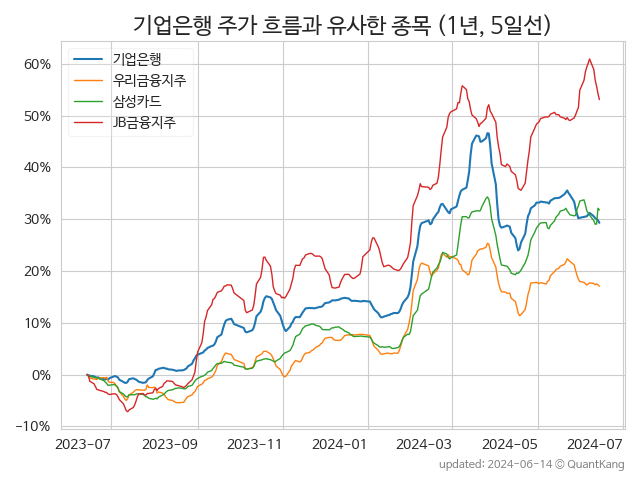 기업은행 주가 흐름과 유사한 종목 (1년, 5일선)
기업은행
우리금융지주
삼성카드
JB금융지주
60%
50%
40%
30%
20%
10%
0%
−10%
2023-07
2023-09
2023-11
2024-01
2024-03
2024-05
2024-07
updated: 2024-06-14 © QuantKang